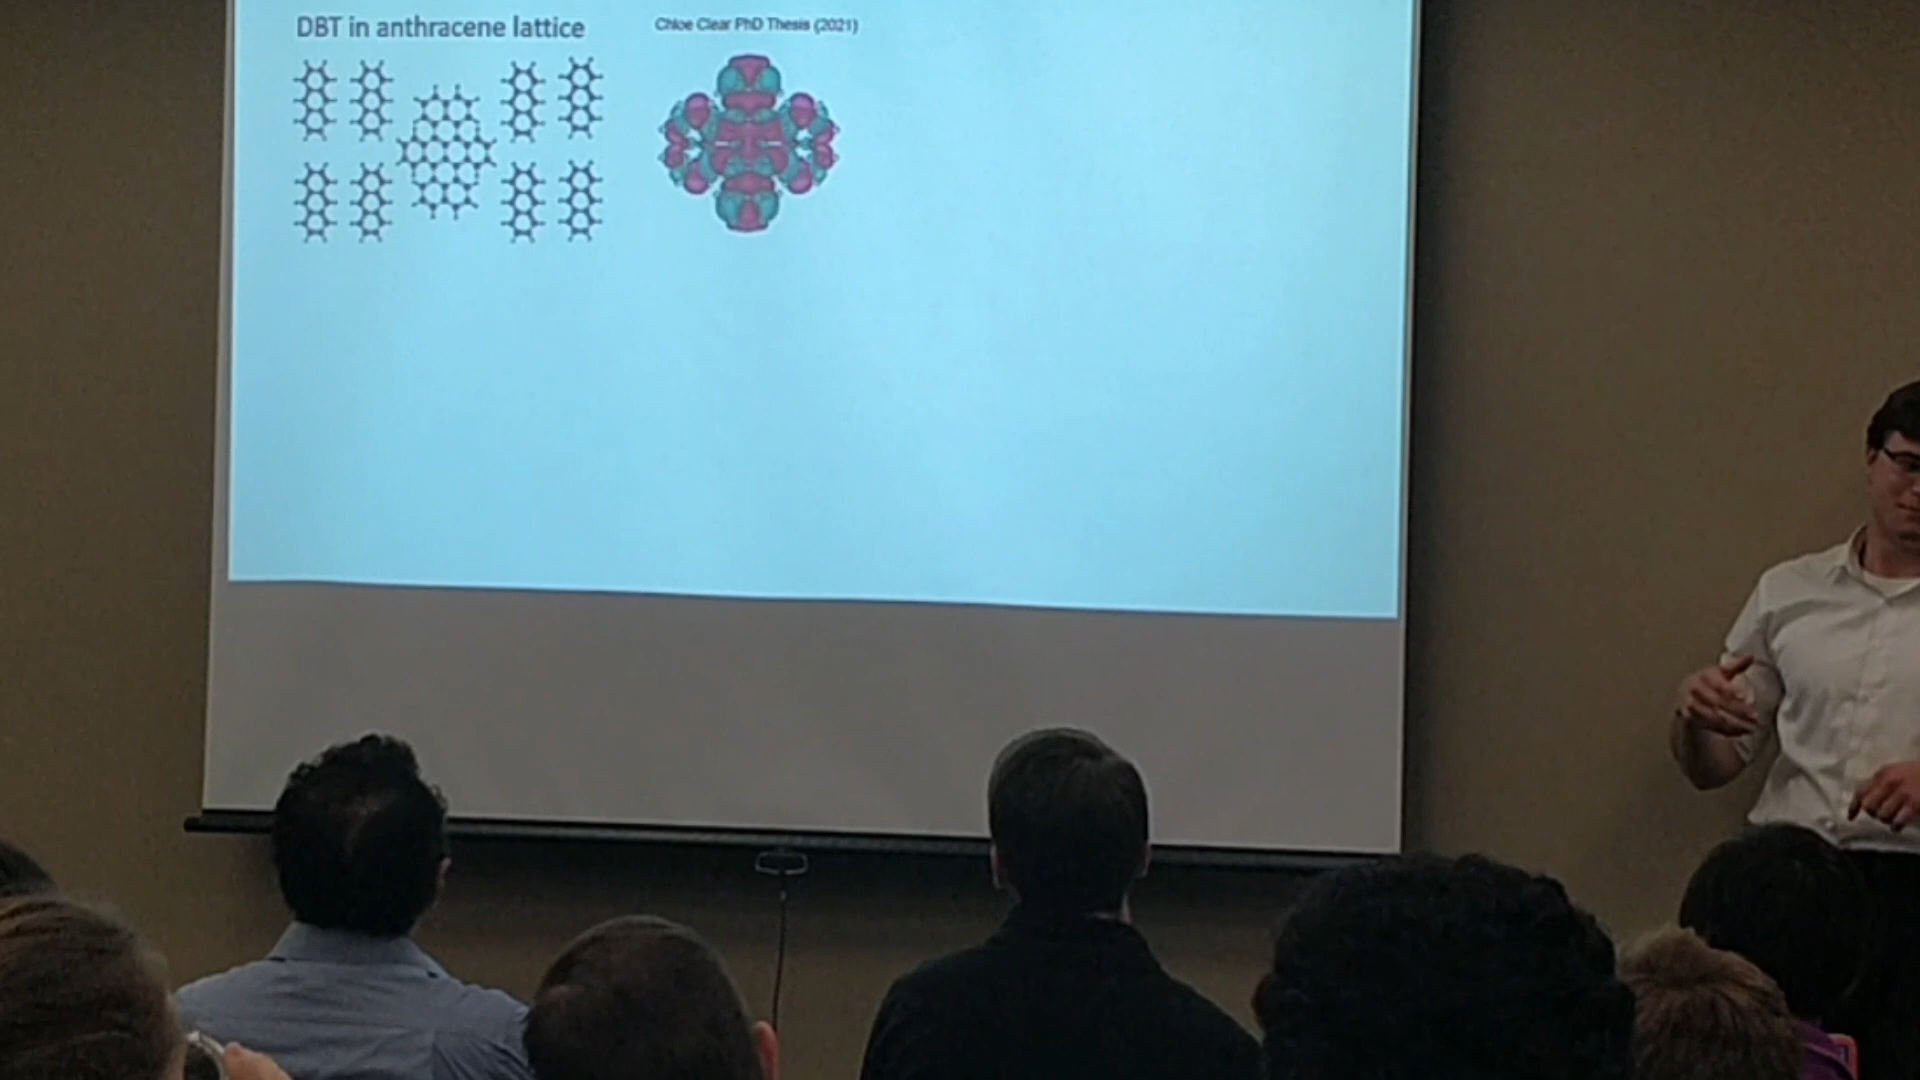 DBT in anthracene lattice
Chloe Clear PhD Thesis (2021)